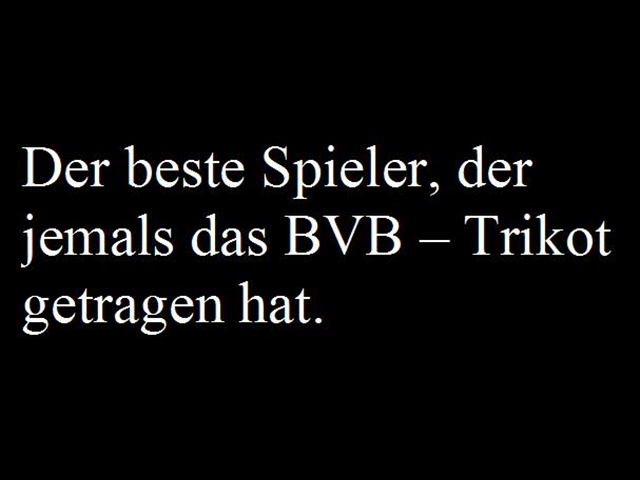 Der beste Spieler, der
jemals das BVB – Trikot
getragen hat.